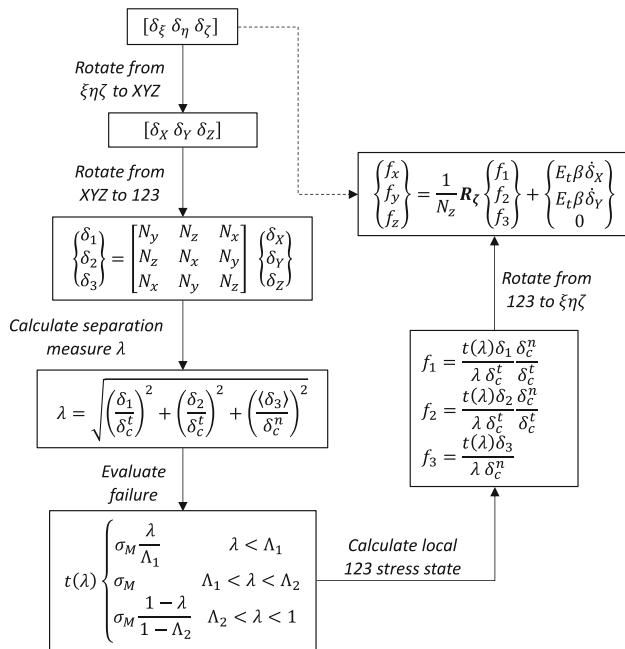 [δ_ξ δ_η δ_ζ]
Rotate from
ξηζ to XYZ
[δ_X δ_Y δ_Z]
Rotate from
XYZ to 123
{δ_1 δ_2 δ_3} = [N_y N_z N_x; N_z N_x N_y; N_x N_y N_z] {δ_X δ_Y δ_Z}
Calculate separation
measure λ
λ = √((δ_1/δ_c^t)^2 + (δ_2/δ_c^t)^2 + (⟨δ_3⟩/δ_c^n)^2)
Evaluate
failure
t(λ) {
σ_M λ/Λ_1 λ < Λ_1
σ_M Λ_1 < λ < Λ_2
σ_M (1 − λ)/(1 − Λ_2) Λ_2 < λ < 1
Calculate local
123 stress state
f_1 = t(λ)δ_1/(λ δ_c^t) δ_c^n/δ_c^t
f_2 = t(λ)δ_2/(λ δ_c^t) δ_c^n/δ_c^t
f_3 = t(λ)δ_3/(λ δ_c^n)
Rotate from
123 to ξηζ
{f_x f_y f_z} = 1/N_z R_ζ {f_1 f_2 f_3} + {E_t β δ̇_X E_t β δ̇_Y 0}